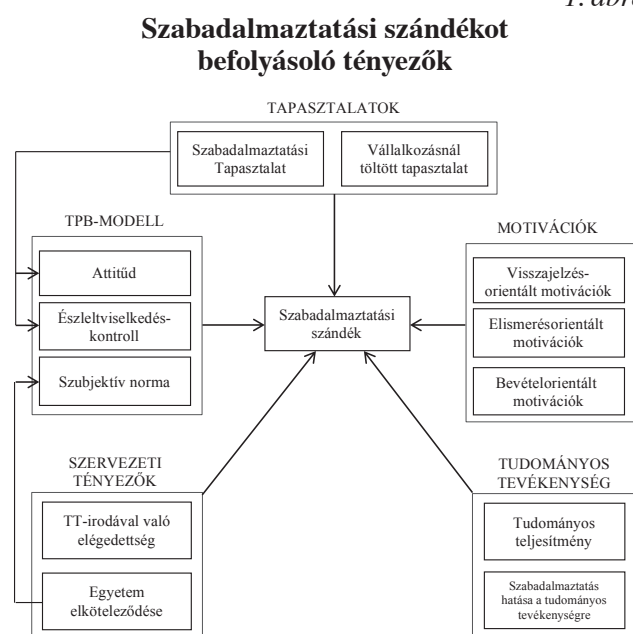 1. ábra
Szabadalmaztatási szándékot
befolyásoló tényezők
TAPASZTALATOK
Szabadalmaztatási
Tapasztalat
Vállalkozásnál
töltött tapasztalat
TPB-MODELL
Attitűd
Észleltviselkedés-
kontroll
Szubjektív norma
Szabadalmaztatási
szándék
MOTIVÁCIÓK
Visszajelzés-
orientált motivációk
Elismerésorientált
motivációk
Bevételorientált
motivációk
SZERVEZETI
TÉNYEZŐK
TT-irodával való
elégedettség
Egyetem
elköteleződése
TUDOMÁNYOS
TEVÉKENYSÉG
Tudományos
teljesítmény
Szabadalmaztatás
hatása a tudományos
tevékenységre